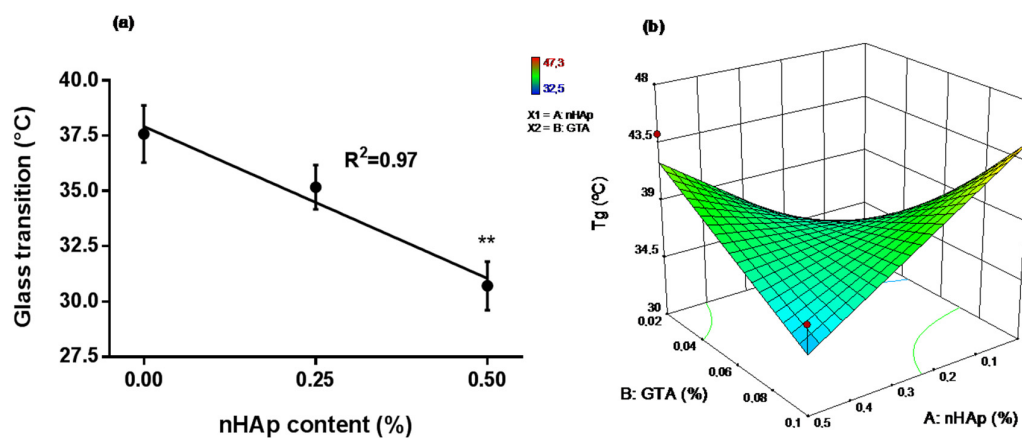 (a)
40.0
37.5
35.0
32.5
30.0
27.5
Glass transition (°C)
R²=0.97
**
0.00 0.25 0.50
nHAp content (%)
(b)
47,3
32,5
X1 = A: nHAp
X2 = B: GTA
48
43.5
39
34.5
30
Tg (ºC)
0.02
0.04
0.06
0.08
0.1
B: GTA (%)
0.5
0.4
0.3
0.2
0.1
A: nHAp (%)